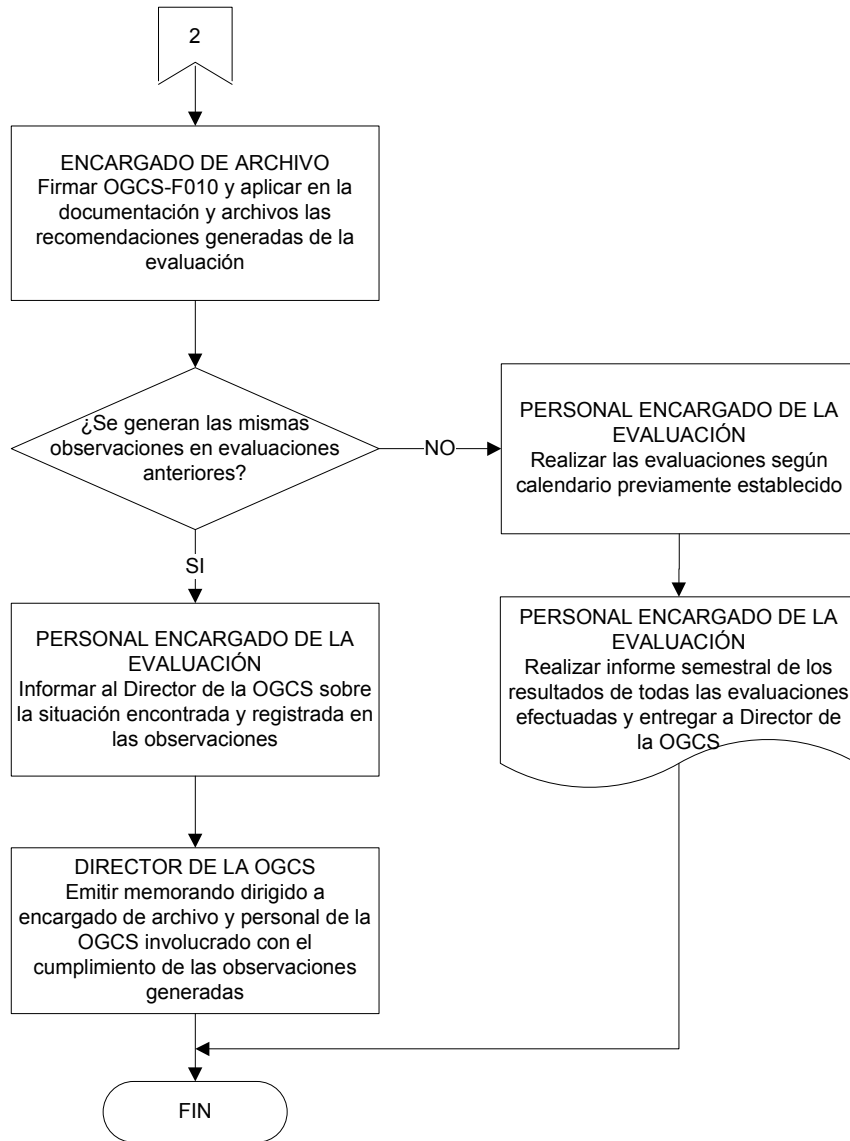 2
ENCARGADO DE ARCHIVO
Firmar OGCS-F010 y aplicar en la
documentación y archivos las
recomendaciones generadas de la
evaluación
¿Se generan las mismas
observaciones en evaluaciones
anteriores?
NO
PERSONAL ENCARGADO DE LA
EVALUACIÓN
Realizar las evaluaciones según
calendario previamente establecido
PERSONAL ENCARGADO DE LA
EVALUACIÓN
Realizar informe semestral de los
resultados de todas las evaluaciones
efectuadas y entregar a Director de
la OGCS
SI
PERSONAL ENCARGADO DE LA
EVALUACIÓN
Informar al Director de la OGCS sobre
la situación encontrada y registrada en
las observaciones
DIRECTOR DE LA OGCS
Emitir memorando dirigido a
encargado de archivo y personal de la
OGCS involucrado con el
cumplimiento de las observaciones
generadas
FIN